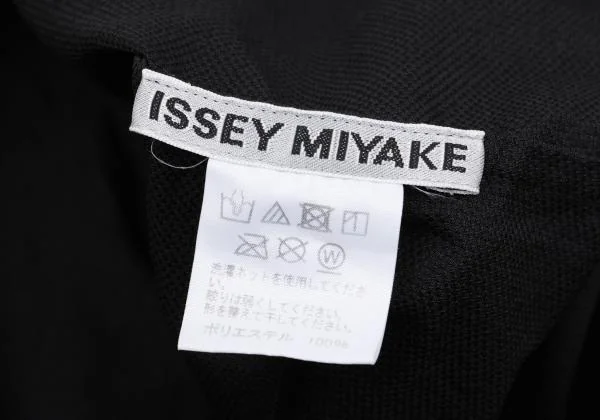 ISSEY MIYAKE
W
洗濯ネットを使用してくださ
い。
絞りは弱くしてください。
形を整えて干してください。
ポリエステル 100%